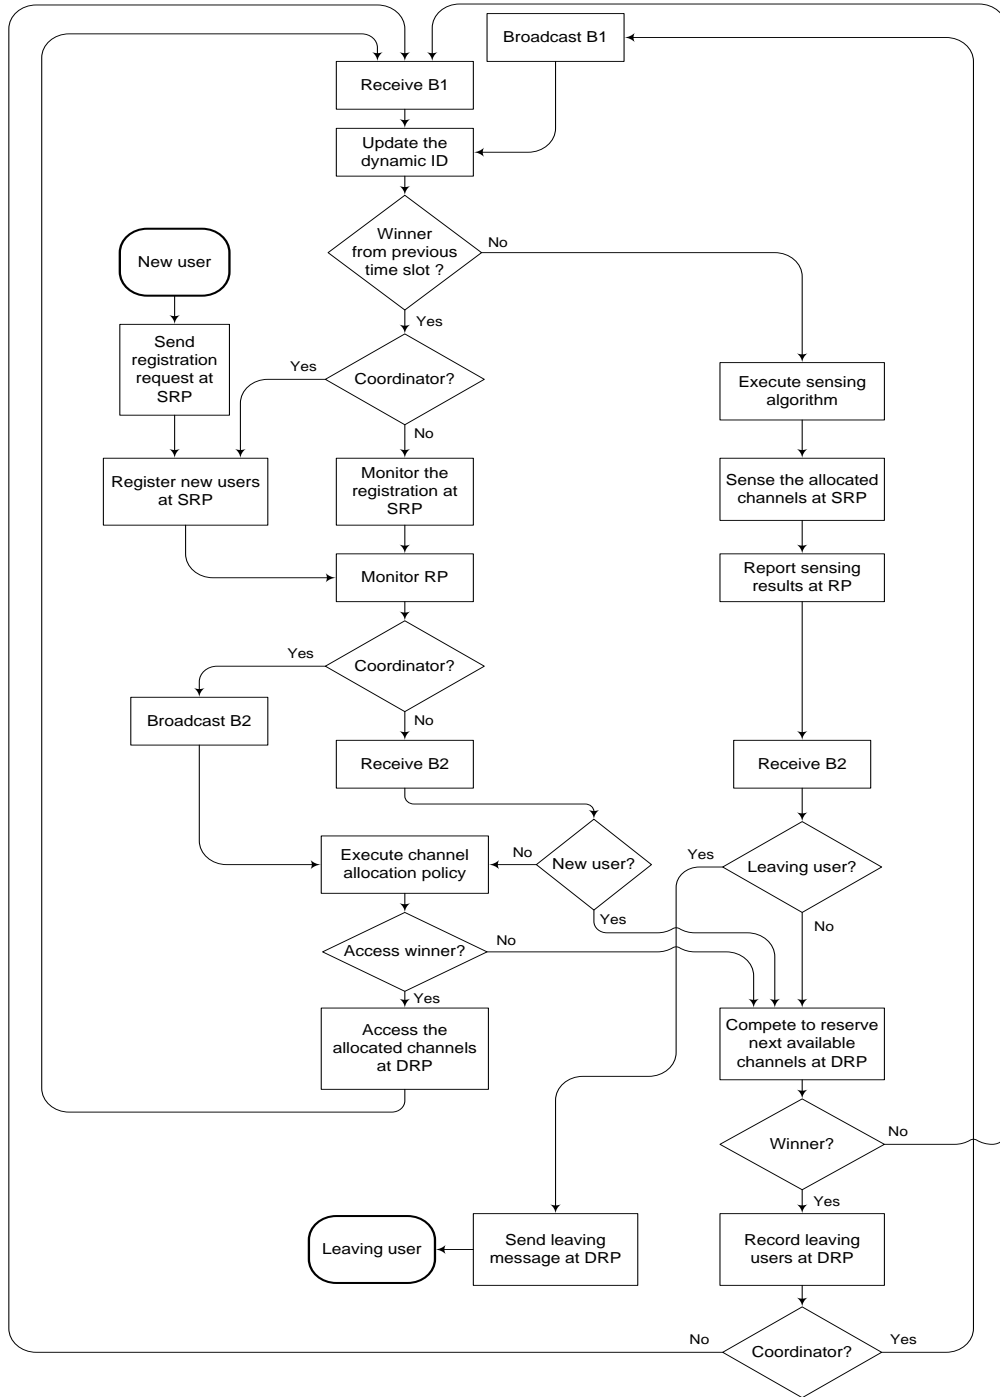 Broadcast B1
Receive B1
Update the
dynamic ID
Winner
from previous
time slot ?
No
Yes
New user
Send
registration
request at
SRP
Yes
Coordinator?
No
Execute sensing
algorithm
Register new users
at SRP
Monitor the
registration at
SRP
Sense the allocated
channels at SRP
Monitor RP
Report sensing
results at RP
Yes
Coordinator?
No
Broadcast B2
Receive B2
Receive B2
Execute channel
allocation policy
No
New user?
Yes
Yes
Leaving user?
No
Access winner?
No
Yes
Access the
allocated channels
at DRP
Compete to reserve
next available
channels at DRP
Winner?
No
Yes
Leaving user
Send leaving
message at DRP
Record leaving
users at DRP
No
Coordinator?
Yes